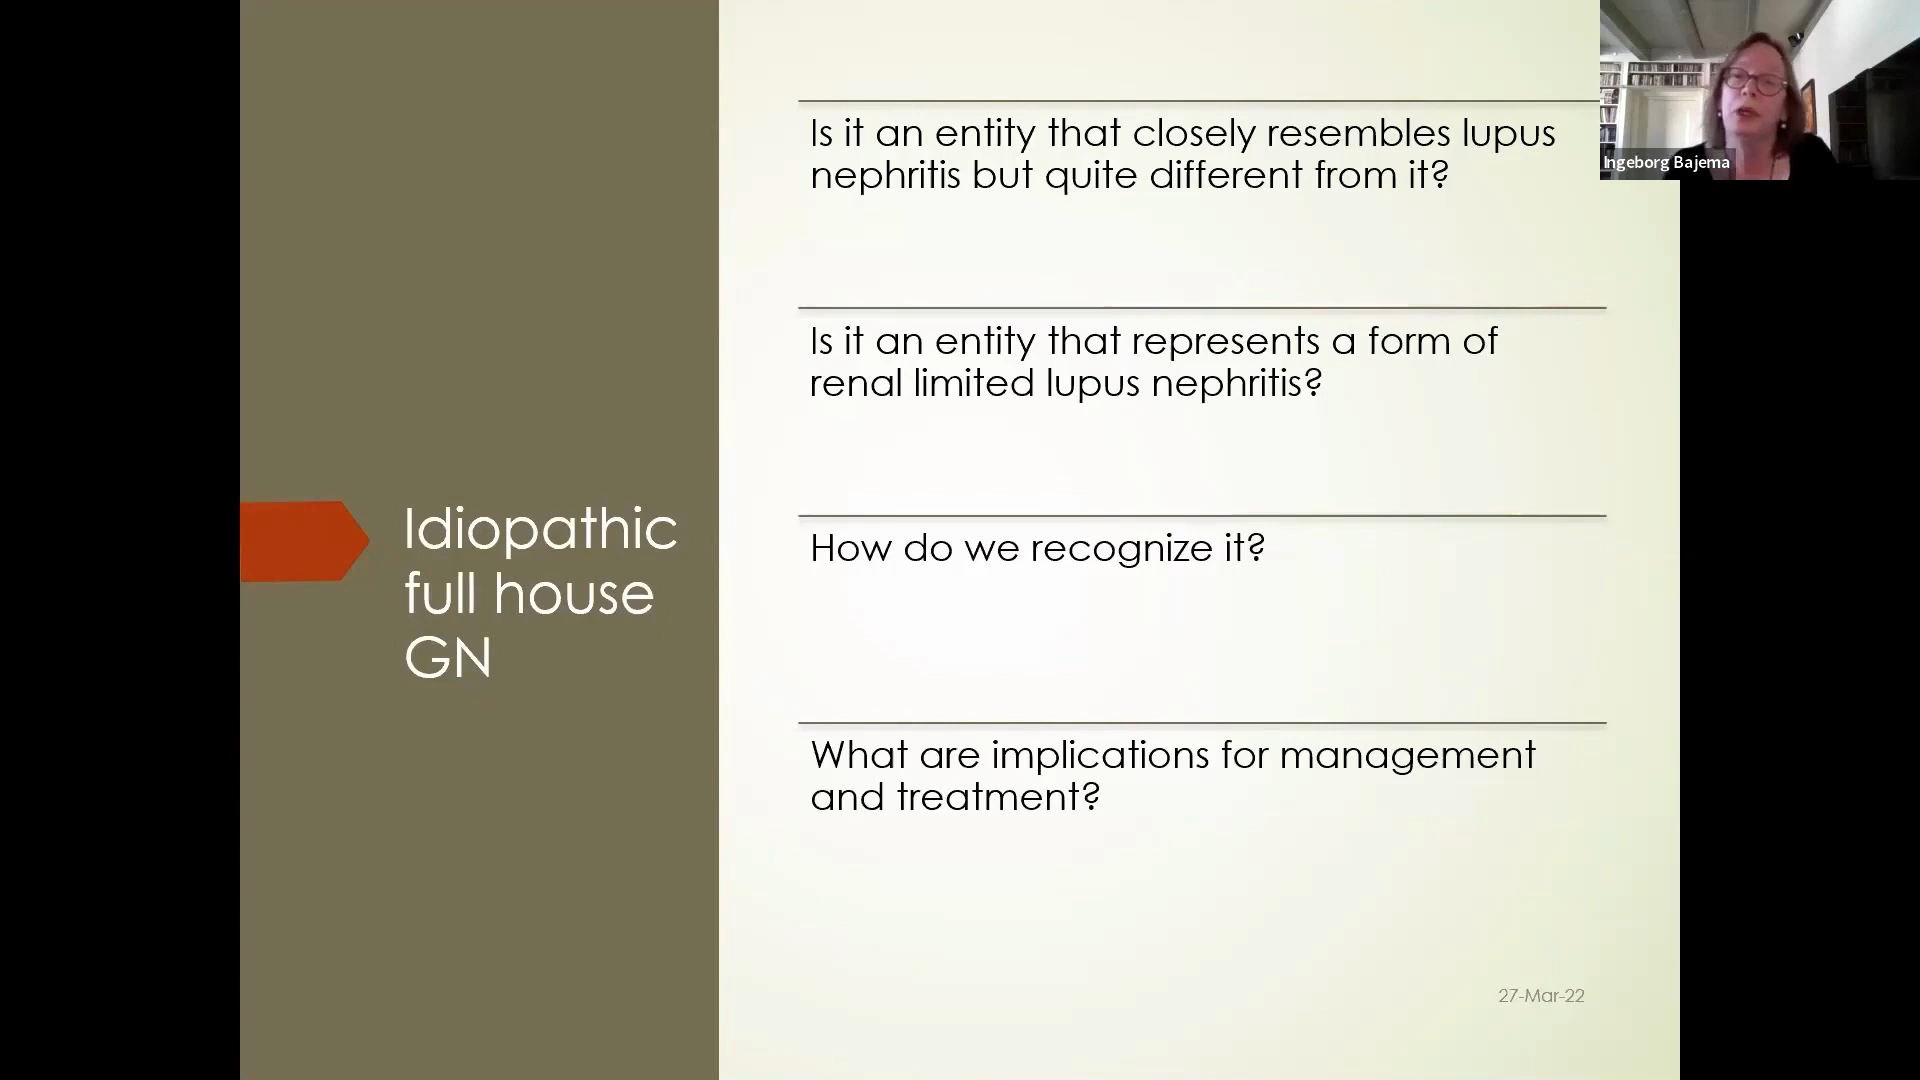 Idiopathic
full house
GN
Is it an entity that closely resembles lupus
nephritis but quite different from it?
Is it an entity that represents a form of
renal limited lupus nephritis?
How do we recognize it?
What are implications for management
and treatment?
27-Mar-22
Ingeborg Bajema